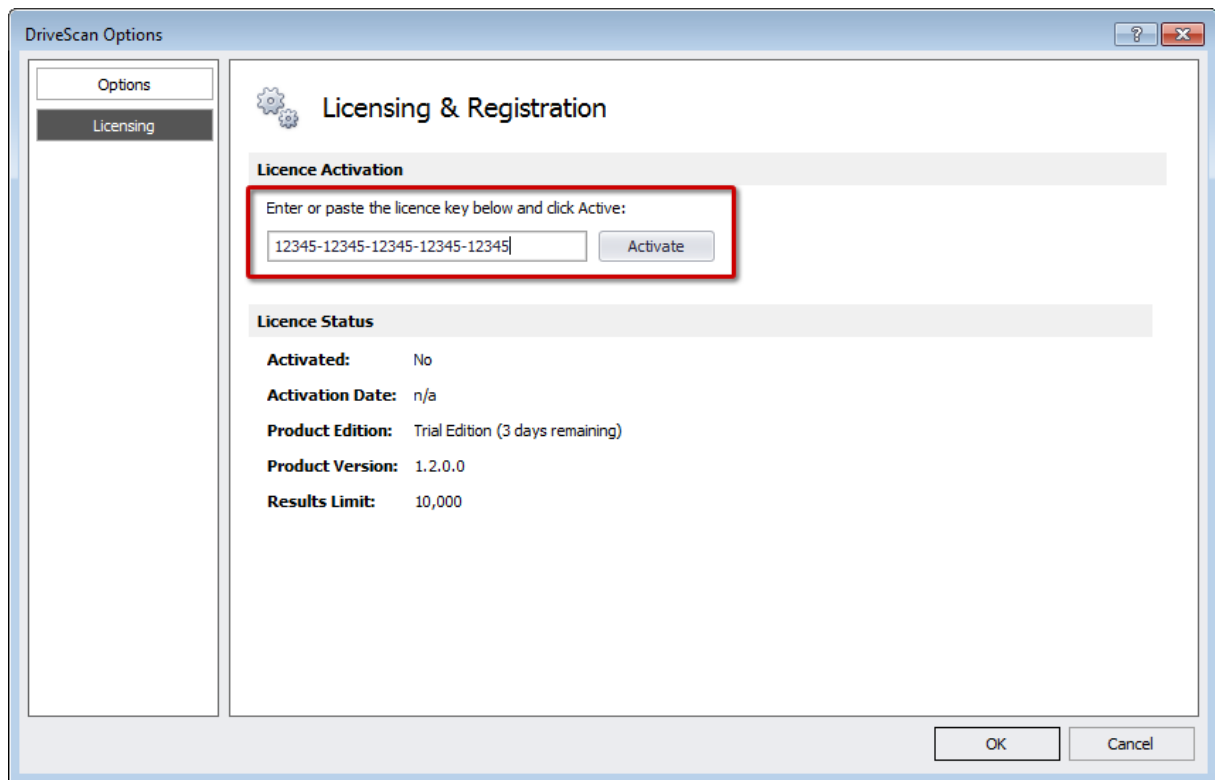 DriveScan Options
?
Options
Licensing
Licensing & Registration
Licence Activation
Enter or paste the licence key below and click Active:
12345-12345-12345-12345-12345
Activate
Licence Status
Activated: No
Activation Date: n/a
Product Edition: Trial Edition (3 days remaining)
Product Version: 1.2.0.0
Results Limit: 10,000
OK Cancel